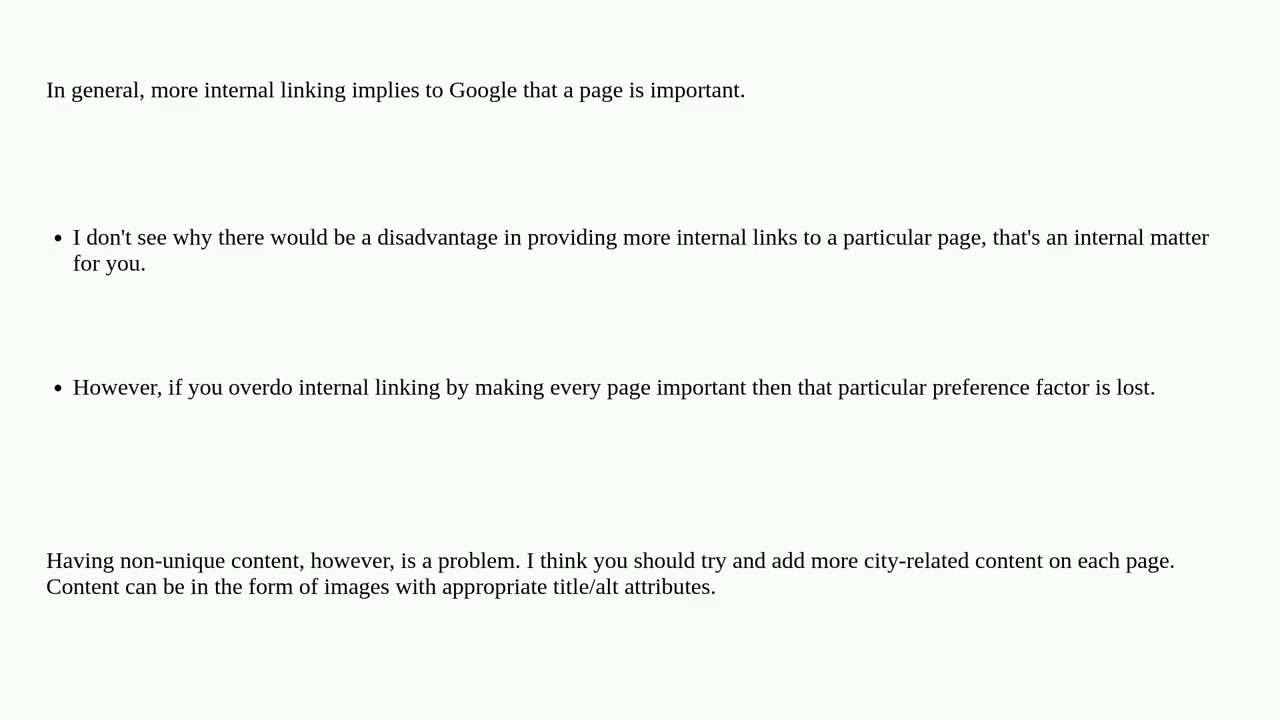 In general, more internal linking implies to Google that a page is important.
• I don't see why there would be a disadvantage in providing more internal links to a particular page, that's an internal matter
for you.
• However, if you overdo internal linking by making every page important then that particular preference factor is lost.
Having non-unique content, however, is a problem. I think you should try and add more city-related content on each page.
Content can be in the form of images with appropriate title/alt attributes.